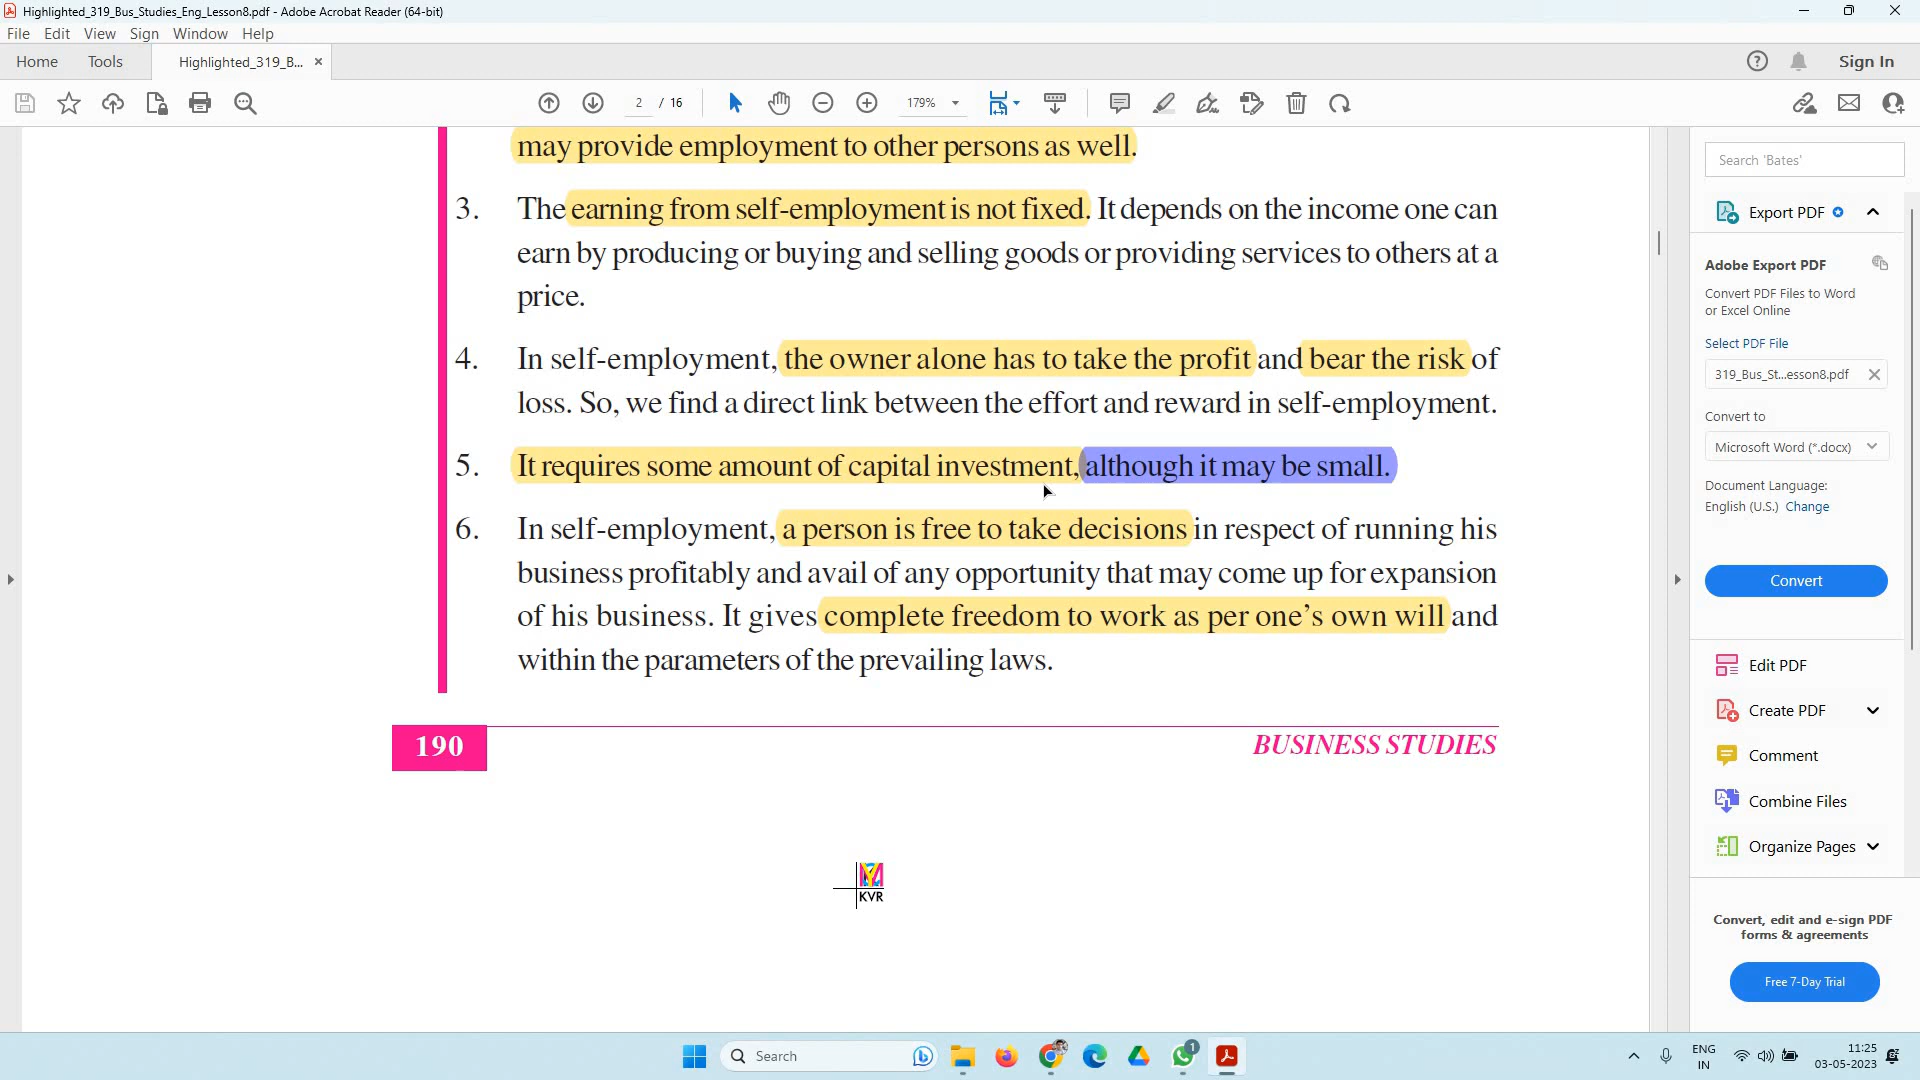 Highlighted_319_Bus_Studies_Eng_Lesson8.pdf - Adobe Acrobat Reader (64-bit)
File Edit View Sign Window Help
Home Tools Highlighted_319_B... Sign In
2 / 16 179%
may provide employment to other persons as well.
3. The earning from self-employment is not fixed. It depends on the income one can
earn by producing or buying and selling goods or providing services to others at a
price.
4. In self-employment, the owner alone has to take the profit and bear the risk of
loss. So, we find a direct link between the effort and reward in self-employment.
5. It requires some amount of capital investment, although it may be small.
6. In self-employment, a person is free to take decisions in respect of running his
business profitably and avail of any opportunity that may come up for expansion
of his business. It gives complete freedom to work as per one's own will and
within the parameters of the prevailing laws.
190 BUSINESS STUDIES
KVR
Search 'Bates'
Export PDF
Adobe Export PDF
Convert PDF Files to Word
or Excel Online
Select PDF File
319_Bus_St...esson8.pdf
Convert to
Microsoft Word (*.docx)
Document Language:
English (U.S.) Change
Convert
Edit PDF
Create PDF
Comment
Combine Files
Organize Pages
Convert, edit and e-sign PDF
forms & agreements
Free 7-Day Trial
Search
1
ENG
IN
11:25
03-05-2023